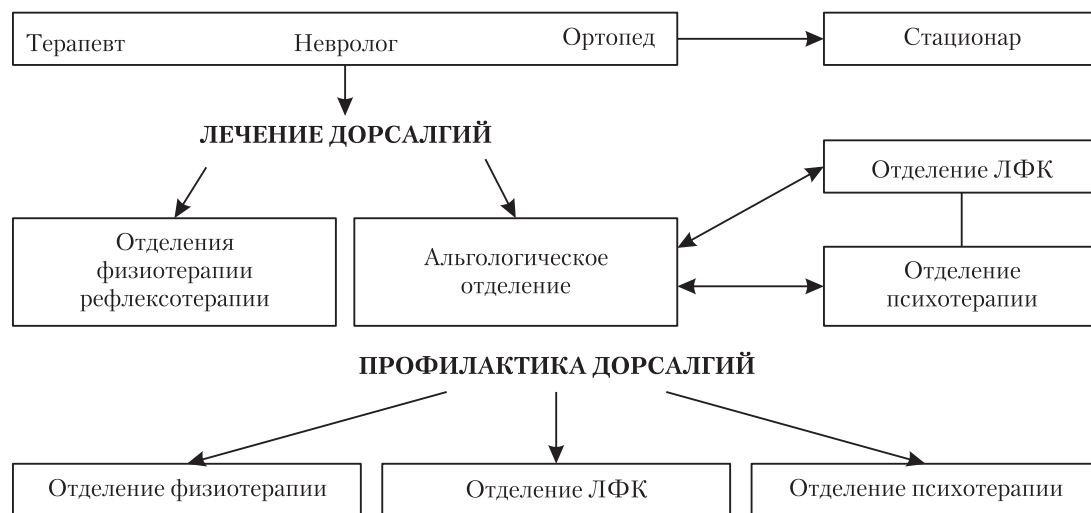 Терапевт Невролог Ортопед Стационар
ЛЕЧЕНИЕ ДОРСАЛГИЙ
Отделение ЛФК
Отделения
физиотерапии
рефлексотерапии
Альгологическое
отделение
Отделение
психотерапии
ПРОФИЛАКТИКА ДОРСАЛГИЙ
Отделение физиотерапии
Отделение ЛФК
Отделение психотерапии